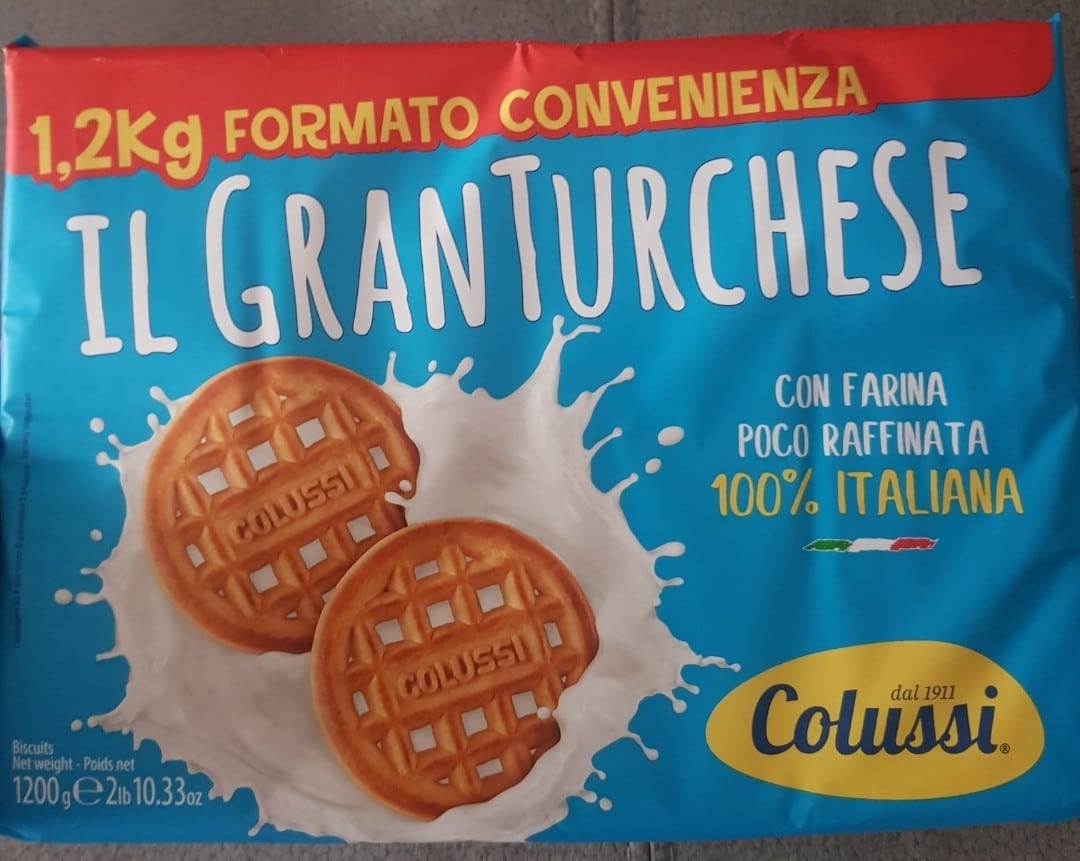 1,2Kg FORMATO CONVENIENZA
IL GRANTURCHESE
CON FARINA
POCO RAFFINATA
100% ITALIANA
COLUSSI
COLUSSI
dal 1911
Colussi®
Biscuits
Net weight - Poids net
1200 g e 2lb 10.33oz